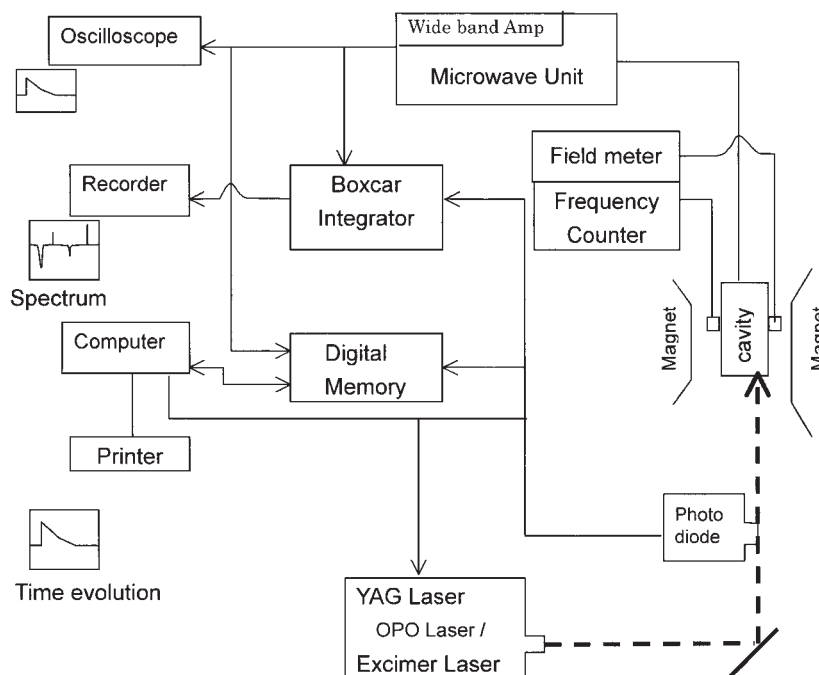 Oscilloscope
Wide band Amp
Microwave Unit
Recorder
Boxcar
Integrator
Field meter
Frequency
Counter
Spectrum
Computer
Digital
Memory
Magnet
cavity
Magnet
Printer
Photo
diode
Time evolution
YAG Laser
OPO Laser /
Excimer Laser